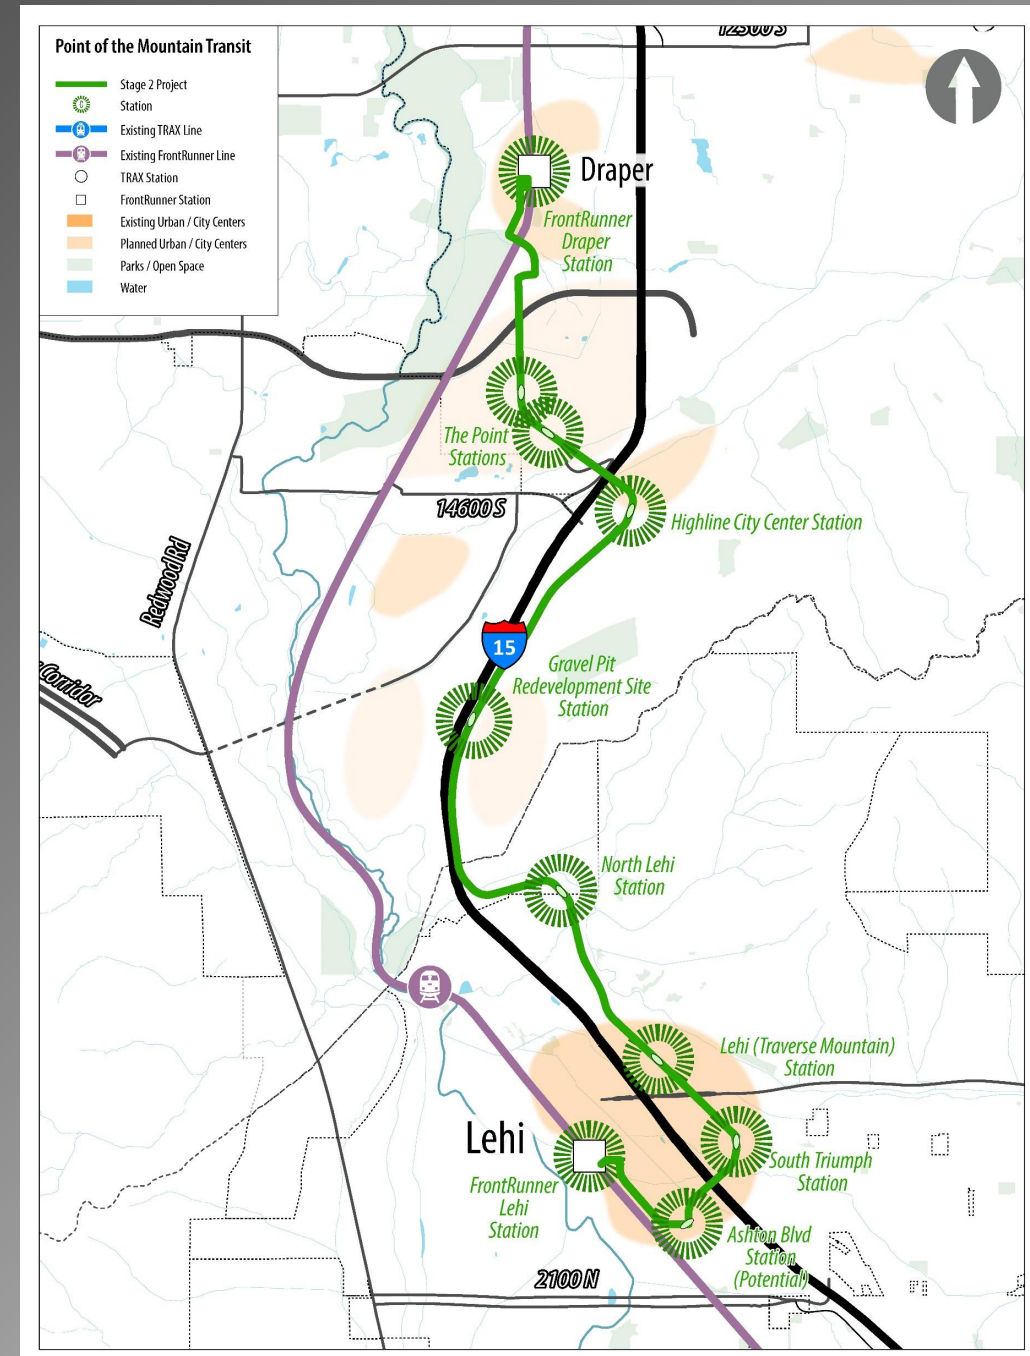 Point of the Mountain Transit
Stage 2 Project
Station
Existing TRAX Line
Existing FrontRunner Line
TRAX Station
FrontRunner Station
Existing Urban / City Centers
Planned Urban / City Centers
Parks / Open Space
Water
12300 S
Draper
FrontRunner
Draper
Station
The Point
Stations
14600 S
Highline City Center Station
Redwood Rd
15
Gravel Pit
Redevelopment Site
Station
Corridor
North Lehi
Station
Lehi (Traverse Mountain)
Station
Lehi
South Triumph
Station
FrontRunner
Lehi
Station
Ashton Blvd
Station
(Potential)
2100 N